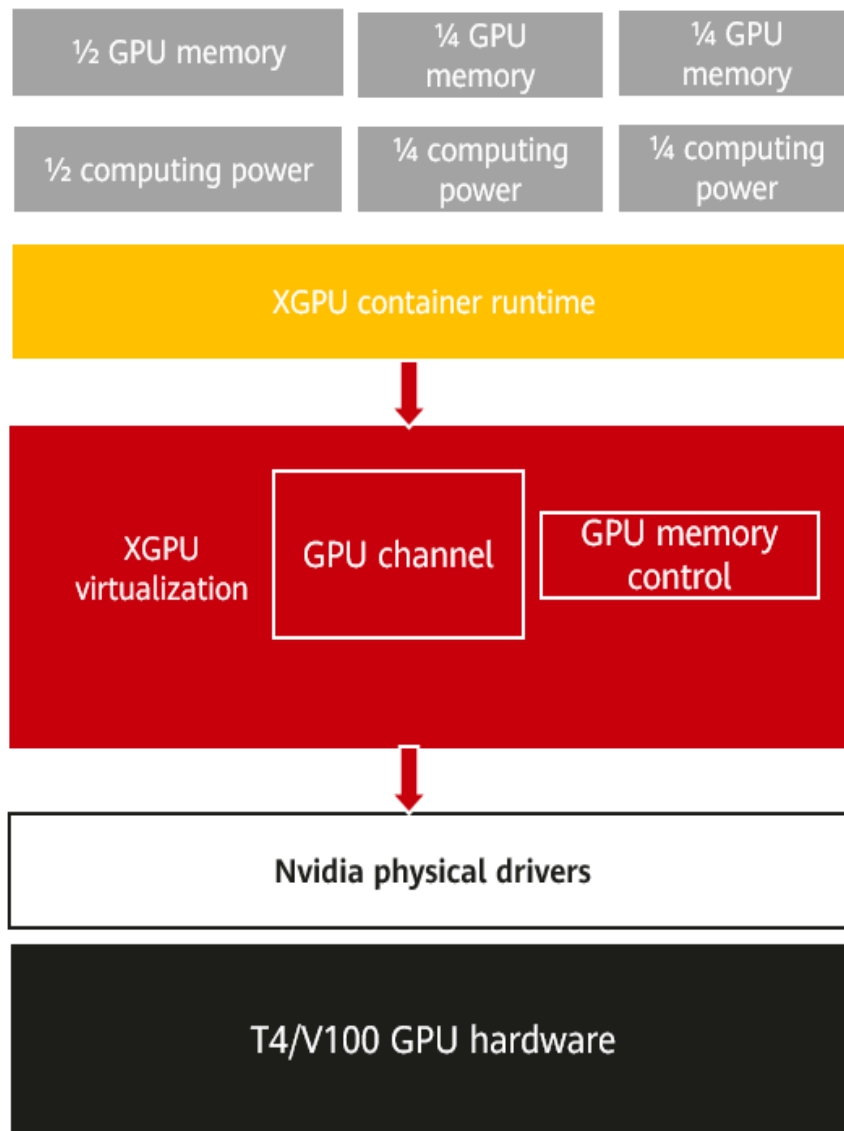 ½ GPU memory
¼ GPU
memory
¼ GPU
memory
½ computing power
¼ computing
power
¼ computing
power
XGPU container runtime
XGPU
virtualization
GPU channel
GPU memory
control
Nvidia physical drivers
T4/V100 GPU hardware